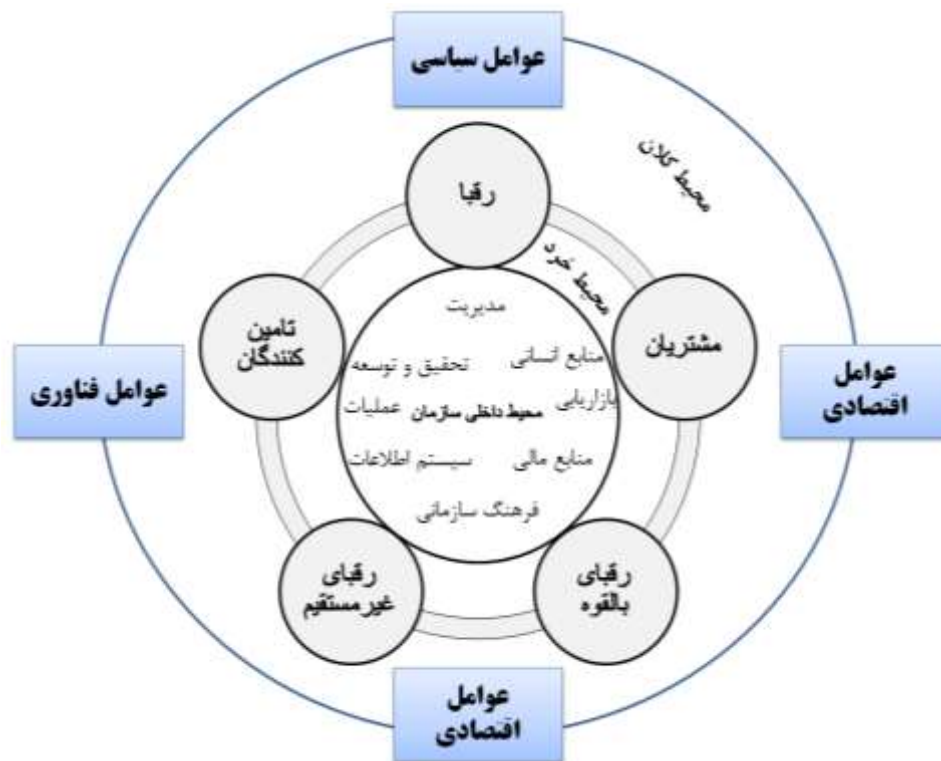 عوامل سیاسی
محیط کلان
رقبا
محیط خرد
تامین
کنندگان
مشتریان
عوامل فناوری
عوامل
اقتصادی
مدیریت
منابع انسانی
تحقیق و توسعه
بازاریابی
محیط داخلی سازمان
عملیات
منابع مالی
سیستم اطلاعات
فرهنگ سازمانی
رقبای
بالقوه
رقبای
غیرمستقیم
عوامل
اقتصادی